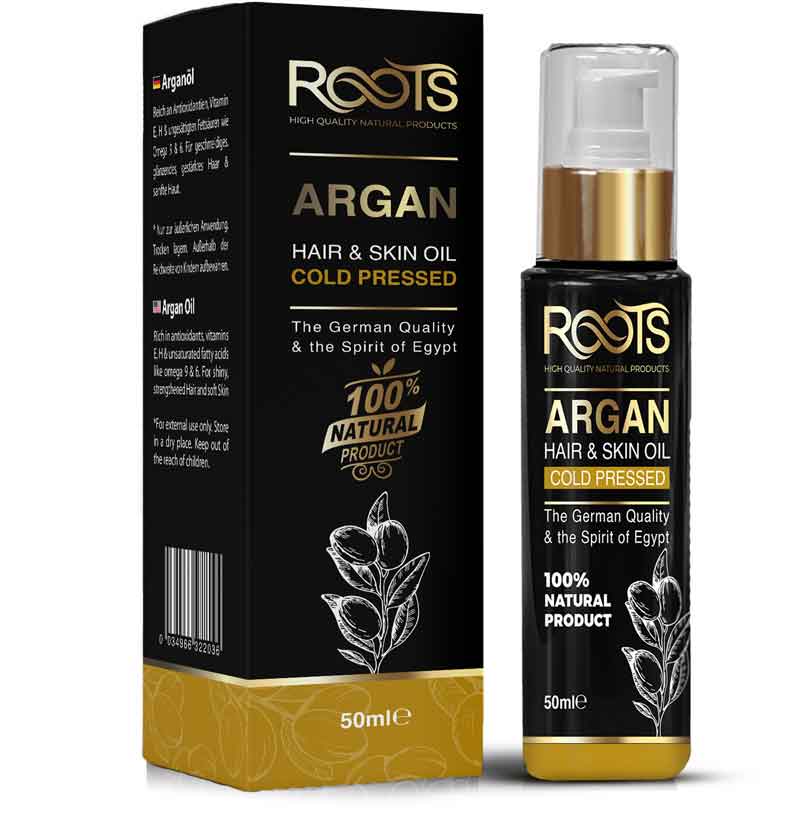 Arganöl
Reich an Antioxidantien, Vitamin
E, H & ungesättigten Fettsäuren wie
Omega 9 & 6. Für geschmeidiges,
glänzendes, gestärktes Haar &
sanfte Haut.
* Nur zur äußerlichen Anwendung.
Trocken lagern. Außerhalb der
Reichweite von Kindern aufbewahren.
Argan Oil
Rich in antioxidants, vitamins
E, H & unsaturated fatty acids
like omega 9 & 6. For shiny,
strengthened Hair and soft Skin
*For external use only. Store
in a dry place. Keep out of
the reach of children.
0 034966 322036
ROOTS
HIGH QUALITY NATURAL PRODUCTS
ARGAN
HAIR & SKIN OIL
COLD PRESSED
The German Quality
& the Spirit of Egypt
100%
NATURAL
PRODUCT
50ml℮
ROOTS
HIGH QUALITY NATURAL PRODUCTS
ARGAN
HAIR & SKIN OIL
COLD PRESSED
The German Quality
& the Spirit of Egypt
100%
NATURAL
PRODUCT
50ml℮